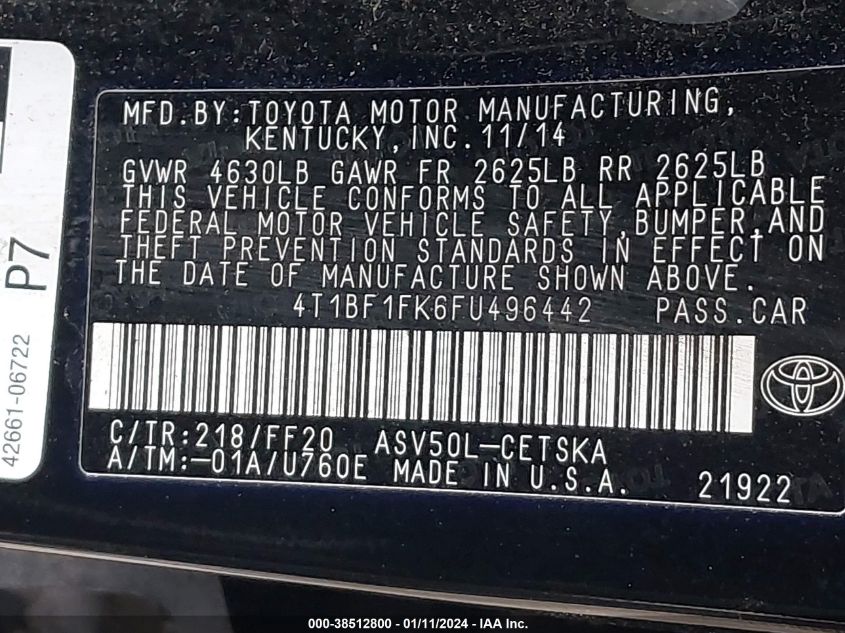 MFD.BY:TOYOTA MOTOR MANUFACTURING,
KENTUCKY,INC.11/14
GVWR 4630LB GAWR FR 2625LB RR 2625LB
THIS VEHICLE CONFORMS TO ALL APPLICABLE
FEDERAL MOTOR VEHICLE SAFETY,BUMPER,AND
THEFT PREVENTION STANDARDS IN EFFECT ON
THE DATE OF MANUFACTURE SHOWN ABOVE.
4T1BF1FK6FU496442 PASS.CAR
C/TR:218/FF20 ASV50L-CETSKA
A/TM:-01A/U760E MADE IN U.S.A. 21922
P7
42661-06722
000-38512800 - 01/11/2024 - IAA Inc.